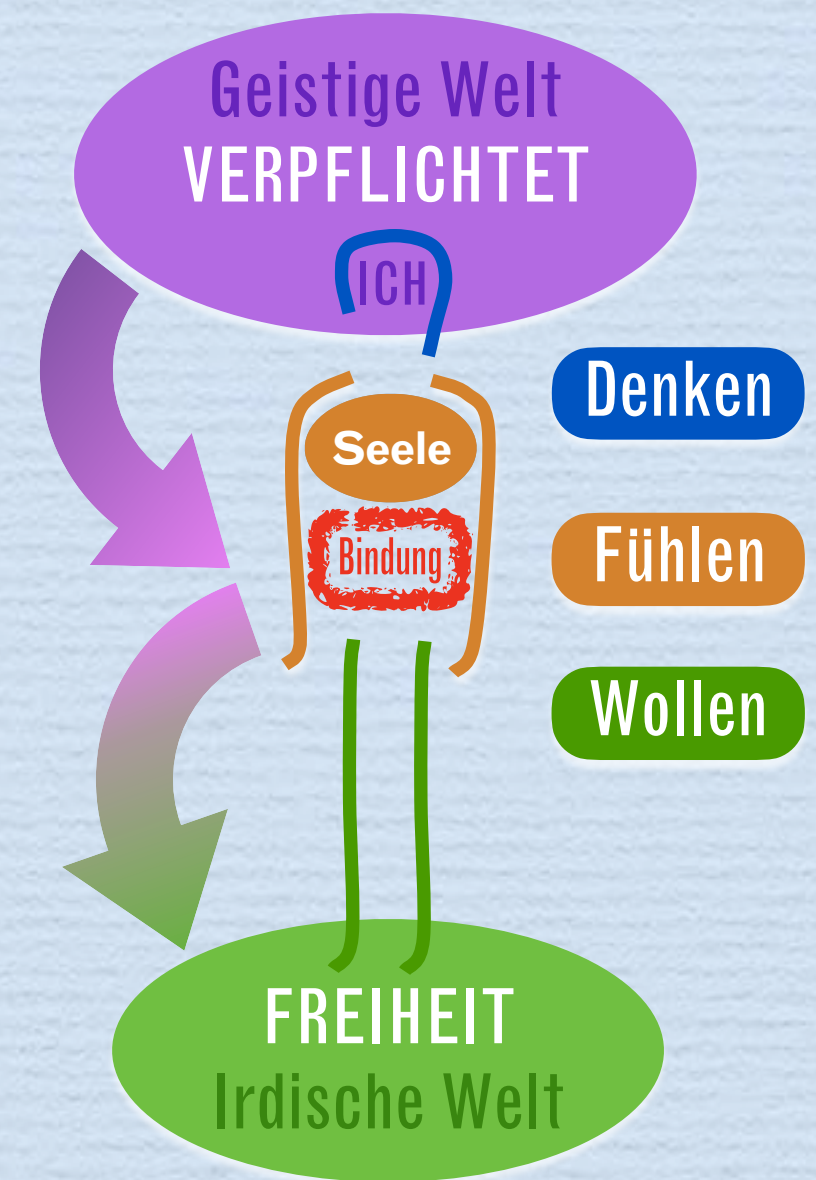 Geistige Welt
VERPFLICHTET
ICH
Denken
Seele
Fühlen
Bindung
Wollen
FREIHEIT
Irdische Welt